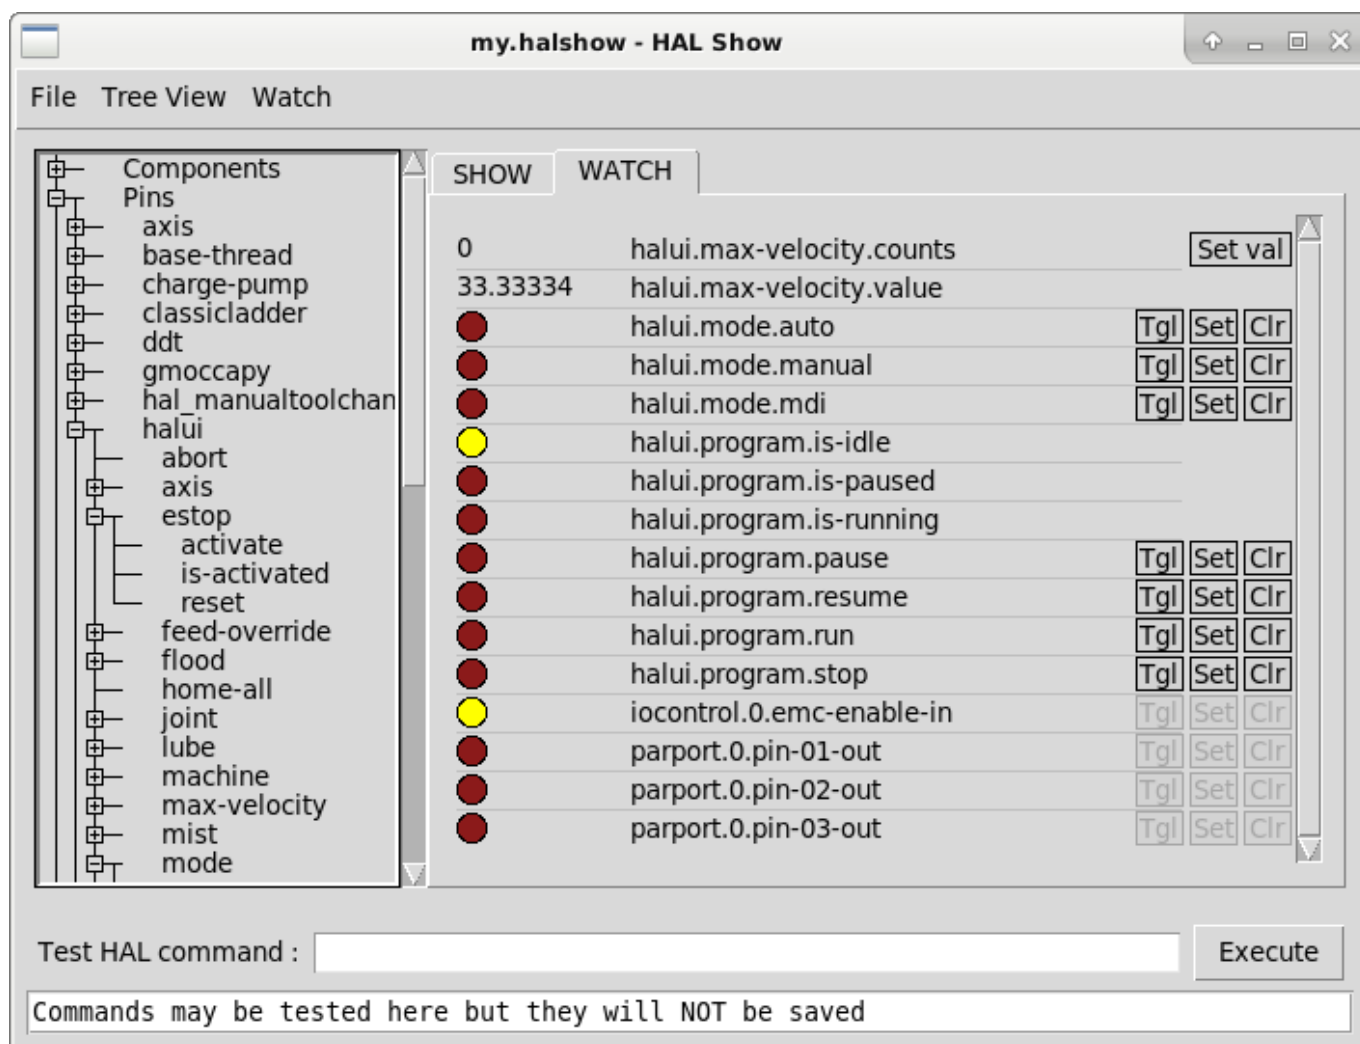 my.halshow - HAL Show
File Tree View Watch
Components
Pins
axis
base-thread
charge-pump
classicladder
ddt
gmoccapy
hal_manualtoolchan
halui
abort
axis
estop
activate
is-activated
reset
feed-override
flood
home-all
joint
lube
machine
max-velocity
mist
mode
SHOW WATCH
0 halui.max-velocity.counts Set val
33.33334 halui.max-velocity.value
halui.mode.auto Tgl Set Clr
halui.mode.manual Tgl Set Clr
halui.mode.mdi Tgl Set Clr
halui.program.is-idle
halui.program.is-paused
halui.program.is-running
halui.program.pause Tgl Set Clr
halui.program.resume Tgl Set Clr
halui.program.run Tgl Set Clr
halui.program.stop Tgl Set Clr
iocontrol.0.emc-enable-in Tgl Set Clr
parport.0.pin-01-out Tgl Set Clr
parport.0.pin-02-out Tgl Set Clr
parport.0.pin-03-out Tgl Set Clr
Test HAL command : Execute
Commands may be tested here but they will NOT be saved